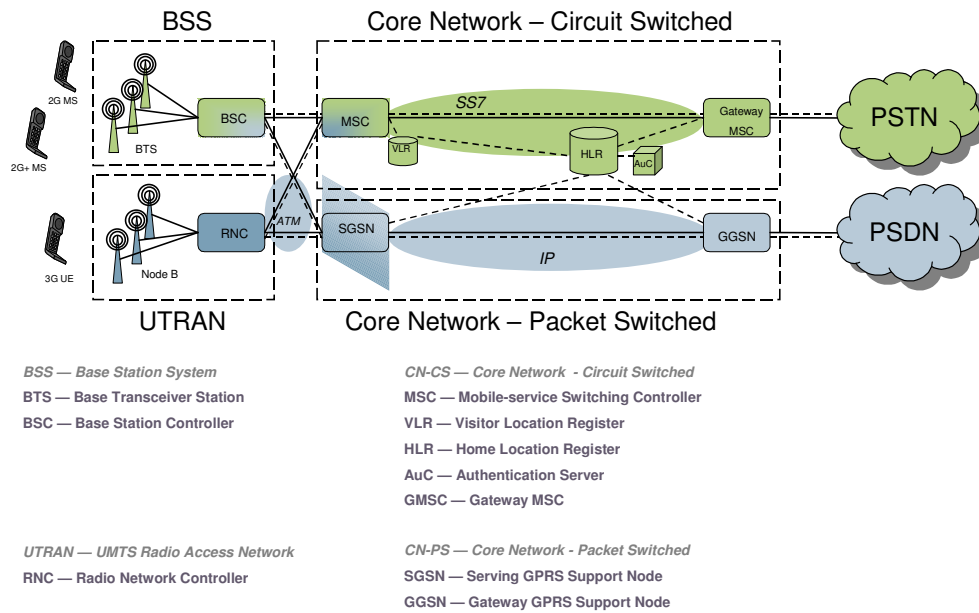 BSS
Core Network – Circuit Switched
2G MS
2G+ MS
3G UE
BTS
BSC
MSC
SS7
VLR
HLR
AuC
Gateway
MSC
PSTN
Node B
RNC
ATM
SGSN
IP
GGSN
PSDN
UTRAN
Core Network – Packet Switched
BSS — Base Station System
BTS — Base Transceiver Station
BSC — Base Station Controller
CN-CS — Core Network - Circuit Switched
MSC — Mobile-service Switching Controller
VLR — Visitor Location Register
HLR — Home Location Register
AuC — Authentication Server
GMSC — Gateway MSC
UTRAN — UMTS Radio Access Network
RNC — Radio Network Controller
CN-PS — Core Network - Packet Switched
SGSN — Serving GPRS Support Node
GGSN — Gateway GPRS Support Node